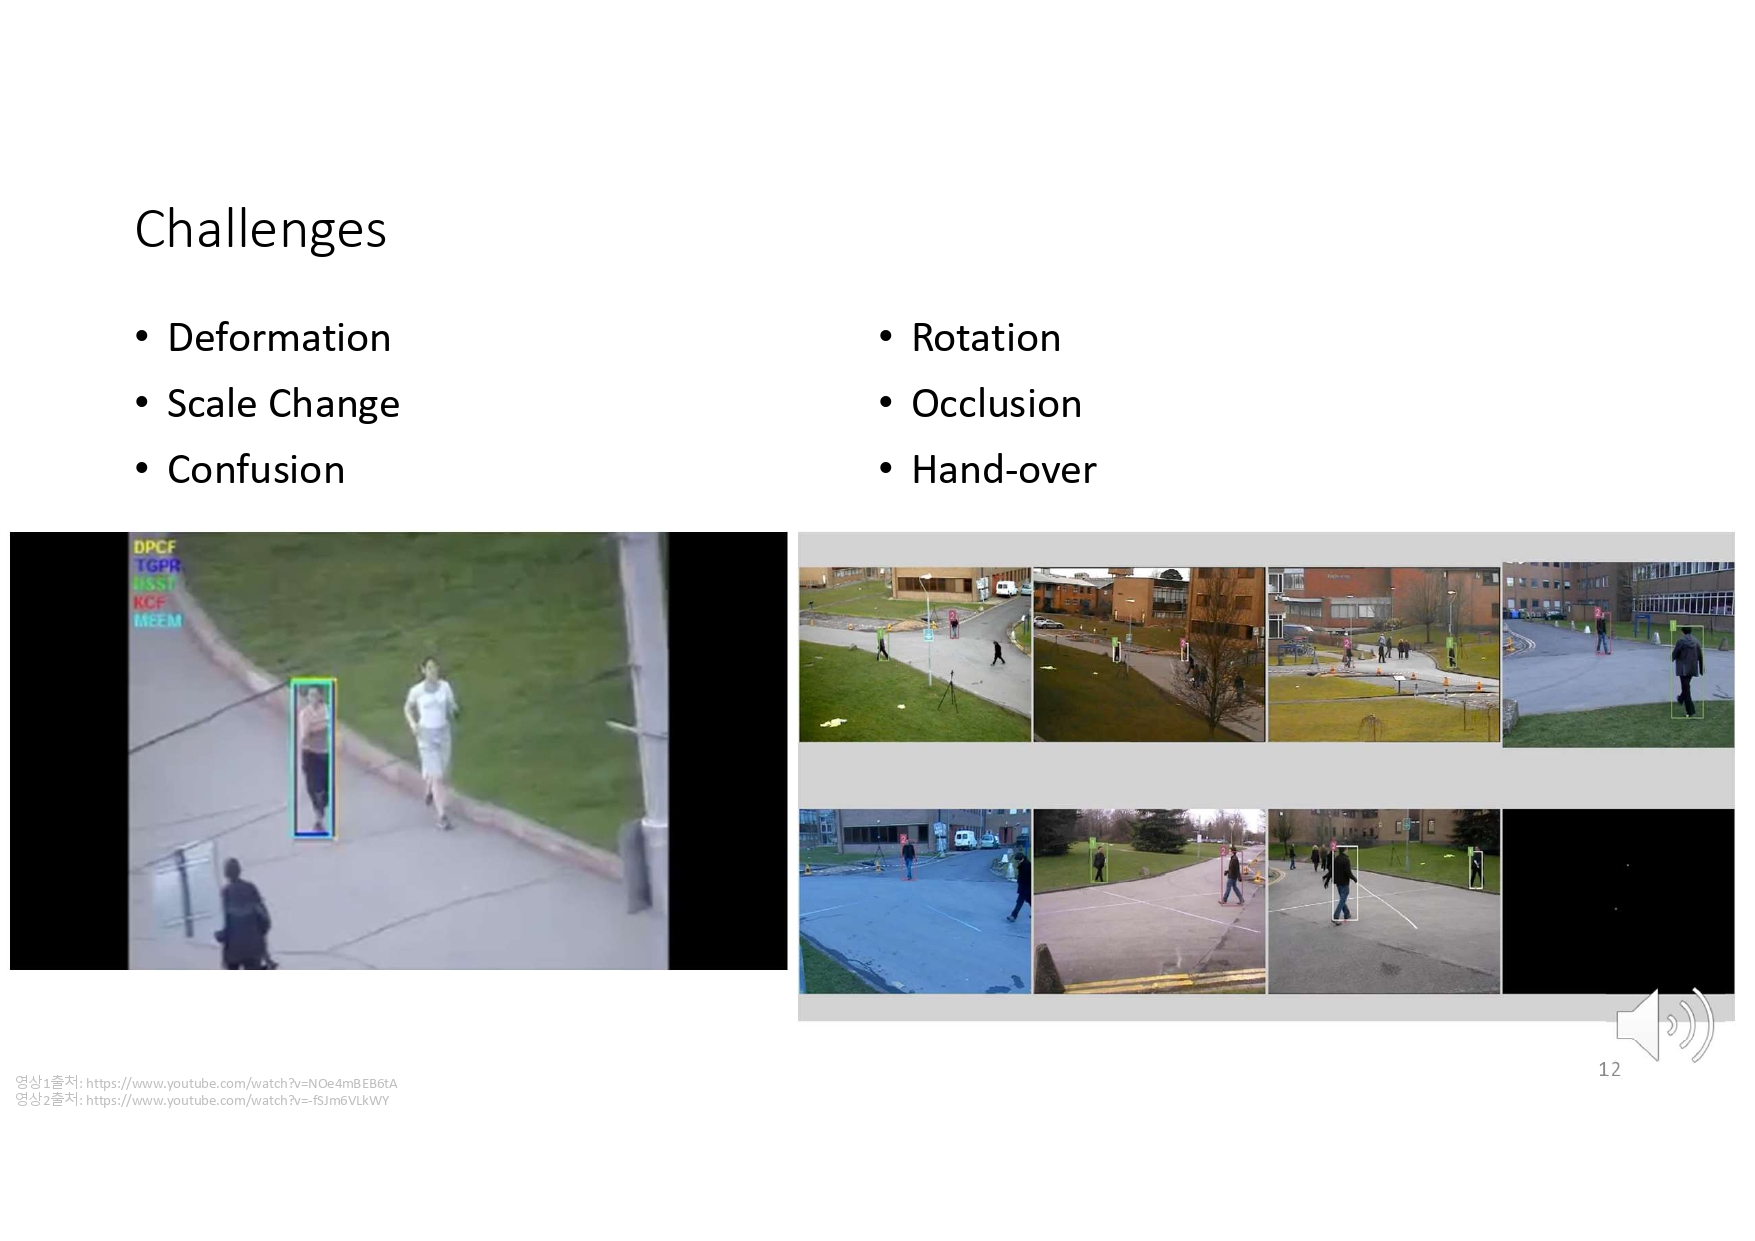 Challenges
• Deformation
• Scale Change
• Confusion
• Rotation
• Occlusion
• Hand-over
DPCF
TGPR
DSST
KCF
MEEM
12
영상1출처: https://www.youtube.com/watch?v=NOe4mBEB6tA
영상2출처: https://www.youtube.com/watch?v=-fSJm6VLkWY